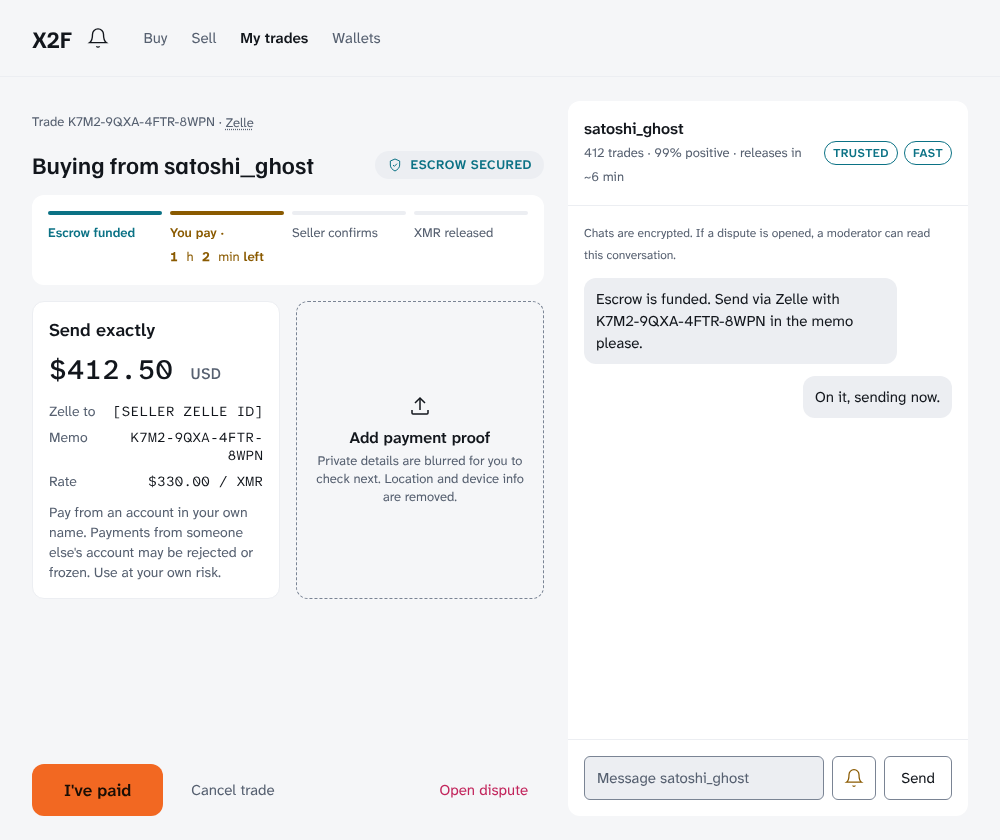 X2F
Buy
Sell
My trades
Wallets
Trade K7M2-9QXA-4FTR-8WPN · Zelle
Buying from satoshi_ghost
ESCROW SECURED
Escrow funded
You pay ·
1 h 2 min left
Seller confirms
XMR released
Send exactly
$412.50 USD
Zelle to [SELLER ZELLE ID]
Memo K7M2-9QXA-4FTR-
8WPN
Rate $330.00 / XMR
Pay from an account in your own
name. Payments from someone
else's account may be rejected or
frozen. Use at your own risk.
Add payment proof
Private details are blurred for you to
check next. Location and device info
are removed.
I've paid
Cancel trade
Open dispute
satoshi_ghost
412 trades · 99% positive · releases in
~6 min
TRUSTED
FAST
Chats are encrypted. If a dispute is opened, a moderator can read
this conversation.
Escrow is funded. Send via Zelle with
K7M2-9QXA-4FTR-8WPN in the memo
please.
On it, sending now.
Message satoshi_ghost
Send